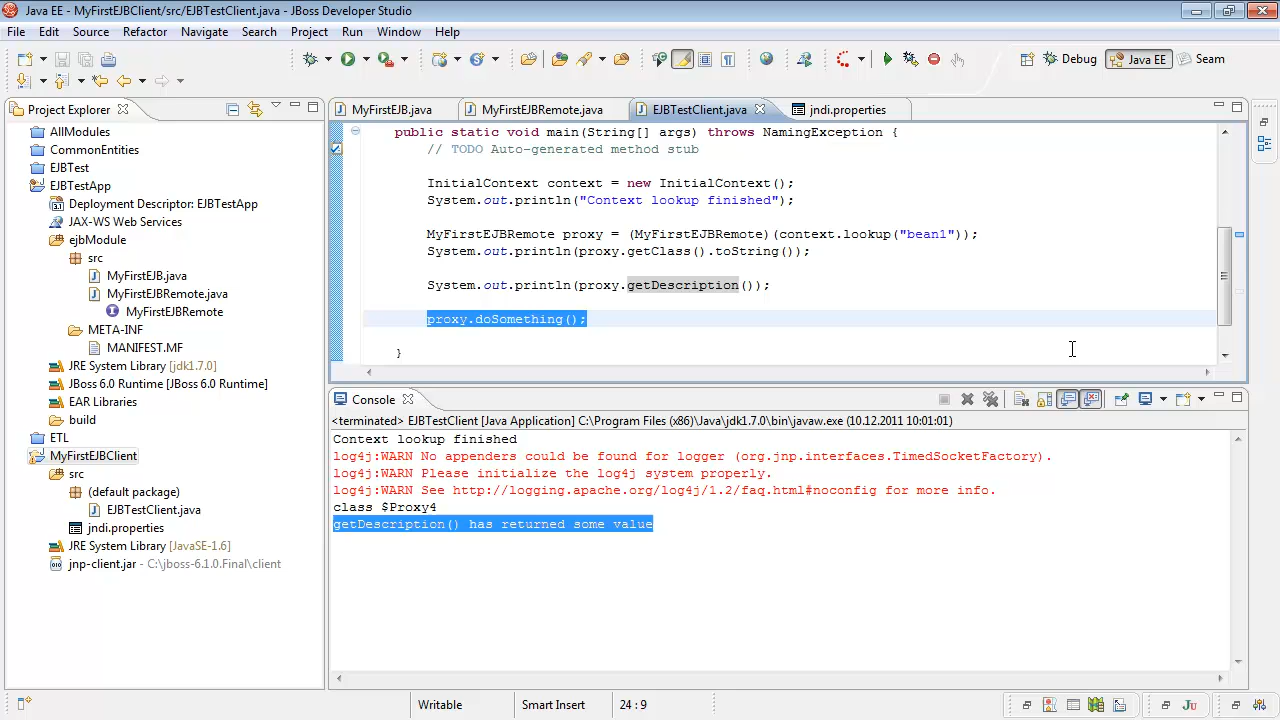 Java EE - MyFirstEJBClient/src/EJBTestClient.java - JBoss Developer Studio
File Edit Source Refactor Navigate Search Project Run Window Help
Debug Java EE Seam
Project Explorer
AllModules
CommonEntities
EJBTest
EJBTestApp
Deployment Descriptor: EJBTestApp
JAX-WS Web Services
ejbModule
src
MyFirstEJB.java
MyFirstEJBRemote.java
MyFirstEJBRemote
META-INF
MANIFEST.MF
JRE System Library [jdk1.7.0]
JBoss 6.0 Runtime [JBoss 6.0 Runtime]
EAR Libraries
build
ETL
MyFirstEJBClient
src
(default package)
EJBTestClient.java
jndi.properties
JRE System Library [JavaSE-1.6]
jnp-client.jar - C:\jboss-6.1.0.Final\client
MyFirstEJB.java MyFirstEJBRemote.java EJBTestClient.java jndi.properties
public static void main(String[] args) throws NamingException {
// TODO Auto-generated method stub
InitialContext context = new InitialContext();
System.out.println("Context lookup finished");
MyFirstEJBRemote proxy = (MyFirstEJBRemote)(context.lookup("bean1"));
System.out.println(proxy.getClass().toString());
System.out.println(proxy.getDescription());
proxy.doSomething();
}
Console
<terminated> EJBTestClient [Java Application] C:\Program Files (x86)\Java\jdk1.7.0\bin\javaw.exe (10.12.2011 10:01:01)
Context lookup finished
log4j:WARN No appenders could be found for logger (org.jnp.interfaces.TimedSocketFactory).
log4j:WARN Please initialize the log4j system properly.
log4j:WARN See http://logging.apache.org/log4j/1.2/faq.html#noconfig for more info.
class $Proxy4
getDescription() has returned some value
Writable Smart Insert 24 : 9